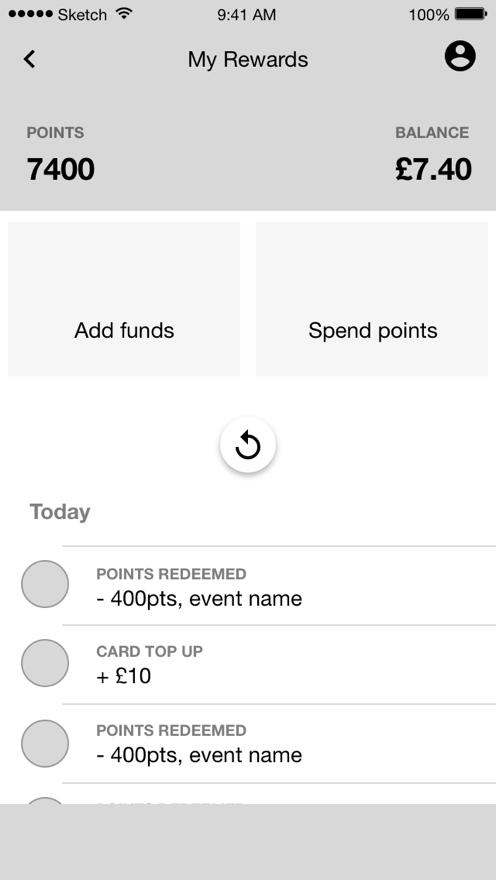 Sketch 9:41 AM 100%
My Rewards
POINTS BALANCE
7400 £7.40
Add funds Spend points
Today
POINTS REDEEMED
- 400pts, event name
CARD TOP UP
+ £10
POINTS REDEEMED
- 400pts, event name